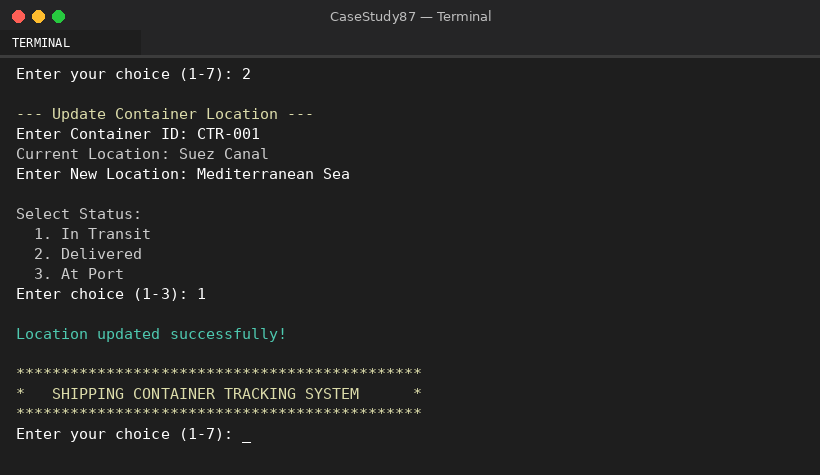 CaseStudy87 — Terminal
TERMINAL
Enter your choice (1-7): 2
--- Update Container Location ---
Enter Container ID: CTR-001
Current Location: Suez Canal
Enter New Location: Mediterranean Sea
Select Status:
  1. In Transit
  2. Delivered
  3. At Port
Enter choice (1-3): 1
Location updated successfully!
*********************************************
*   SHIPPING CONTAINER TRACKING SYSTEM      *
*********************************************
Enter your choice (1-7): _